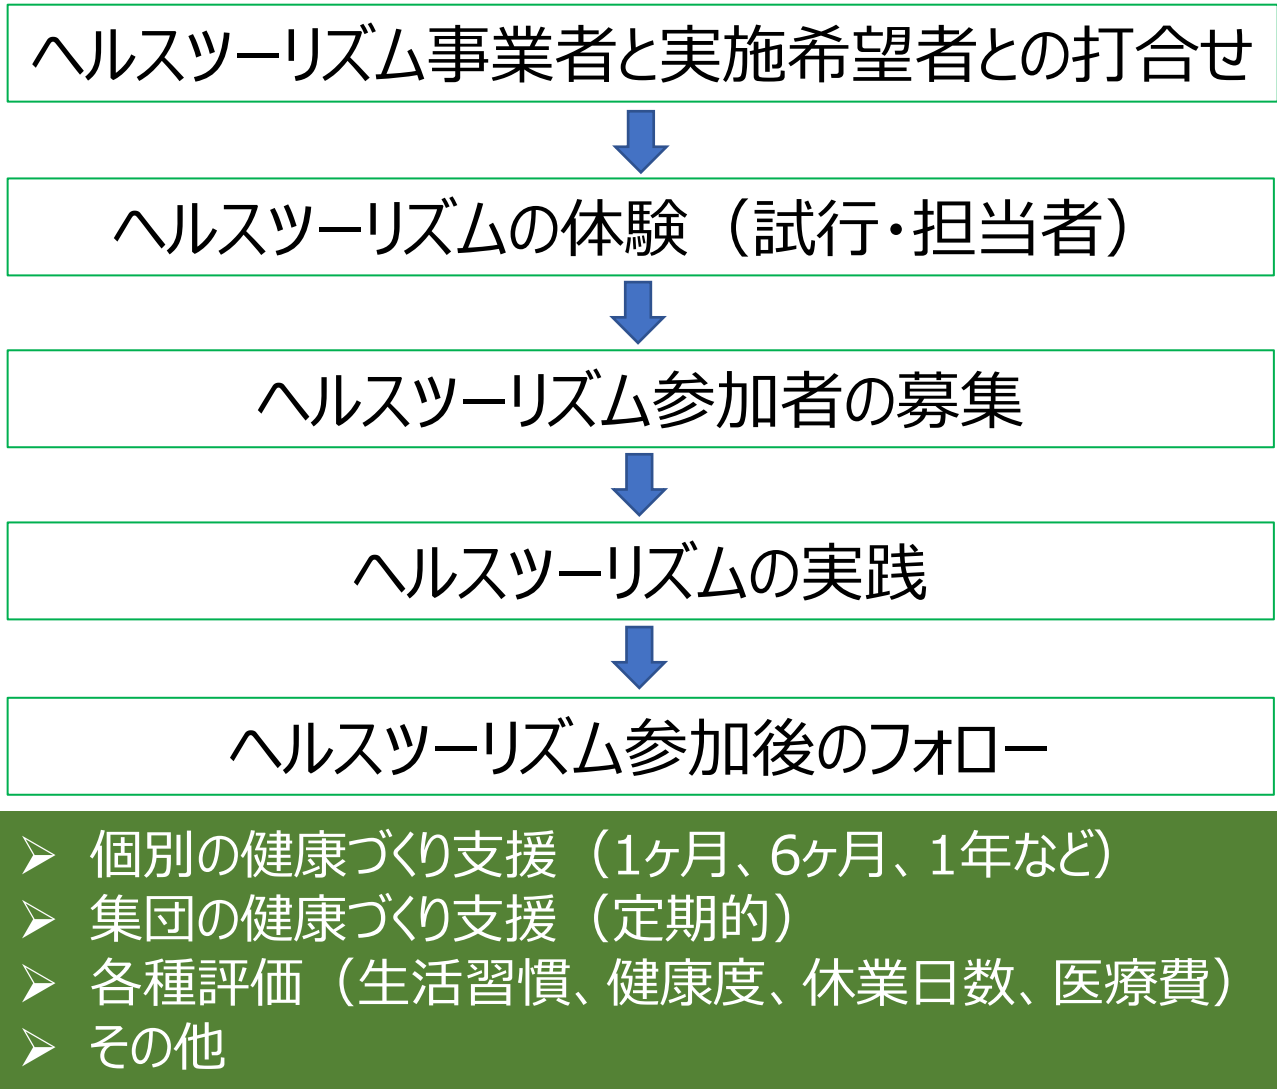 ヘルスツーリズム事業者と実施希望者との打合せ
ヘルスツーリズムの体験（試行・担当者）
ヘルスツーリズム参加者の募集
ヘルスツーリズムの実践
ヘルスツーリズム参加後のフォロー
➢ 個別の健康づくり支援（1ヶ月、6ヶ月、1年など）
➢ 集団の健康づくり支援（定期的）
➢ 各種評価（生活習慣、健康度、休業日数、医療費）
➢ その他